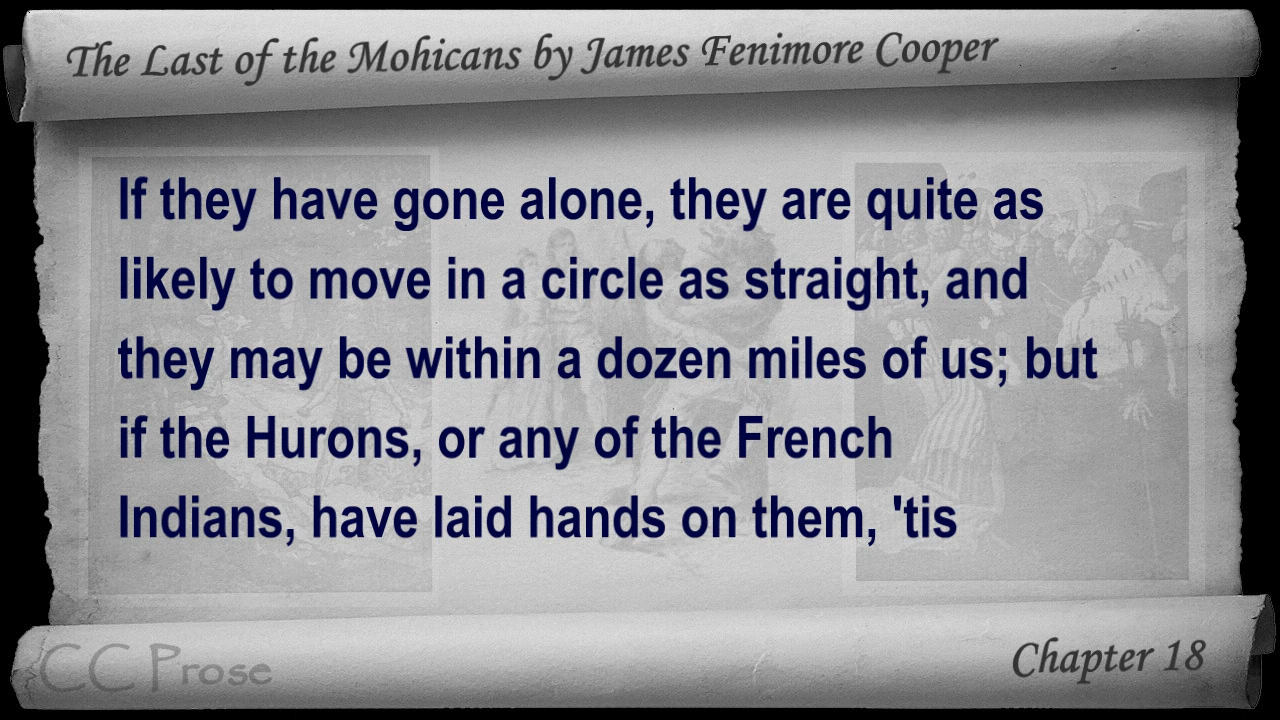 The Last of the Mohicans by James Fenimore Cooper
If they have gone alone, they are quite as
likely to move in a circle as straight, and
they may be within a dozen miles of us; but
if the Hurons, or any of the French
Indians, have laid hands on them, 'tis
CC Prose
Chapter 18